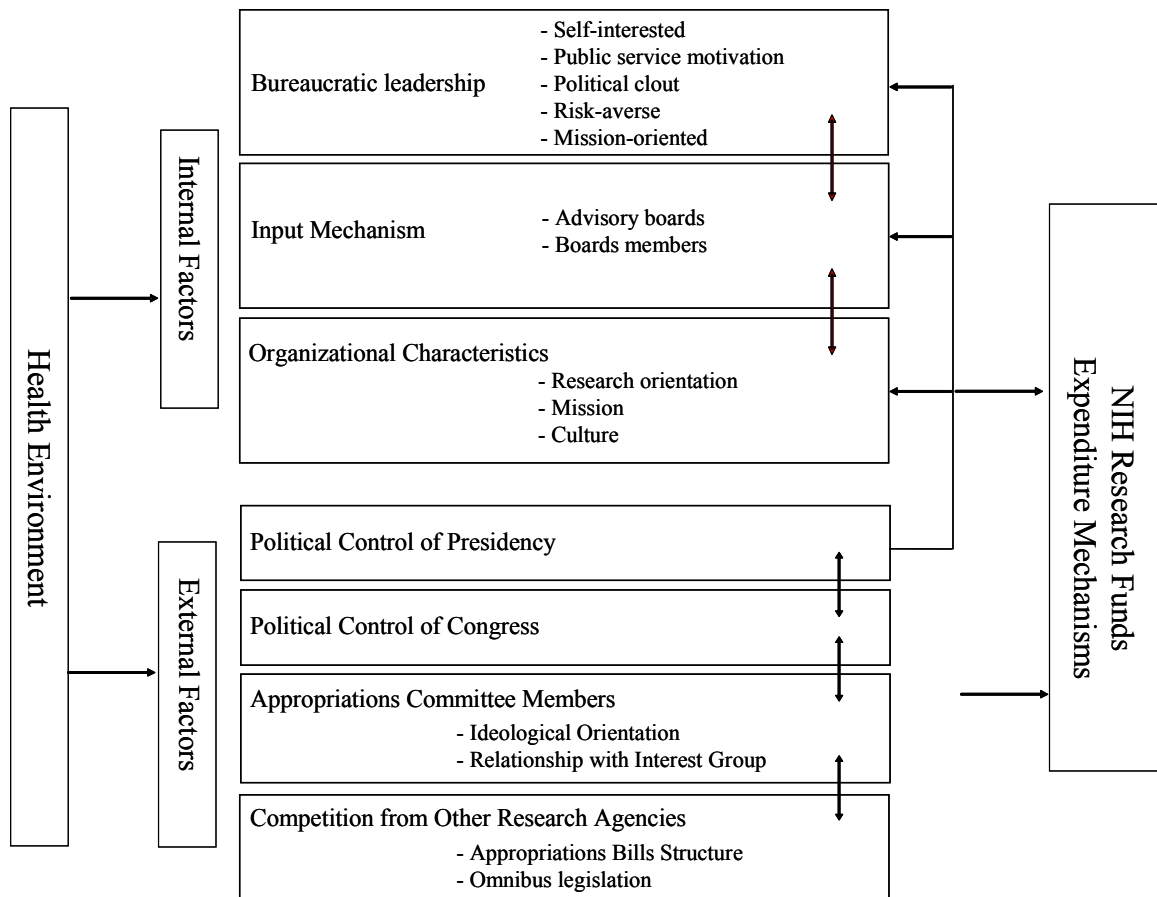 Health Environment
Internal Factors
Bureaucratic leadership
- Self-interested
- Public service motivation
- Political clout
- Risk-averse
- Mission-oriented
Input Mechanism
- Advisory boards
- Boards members
Organizational Characteristics
- Research orientation
- Mission
- Culture
External Factors
Political Control of Presidency
Political Control of Congress
Appropriations Committee Members
- Ideological Orientation
- Relationship with Interest Group
Competition from Other Research Agencies
- Appropriations Bills Structure
- Omnibus legislation
NIH Research Funds
Expenditure Mechanisms